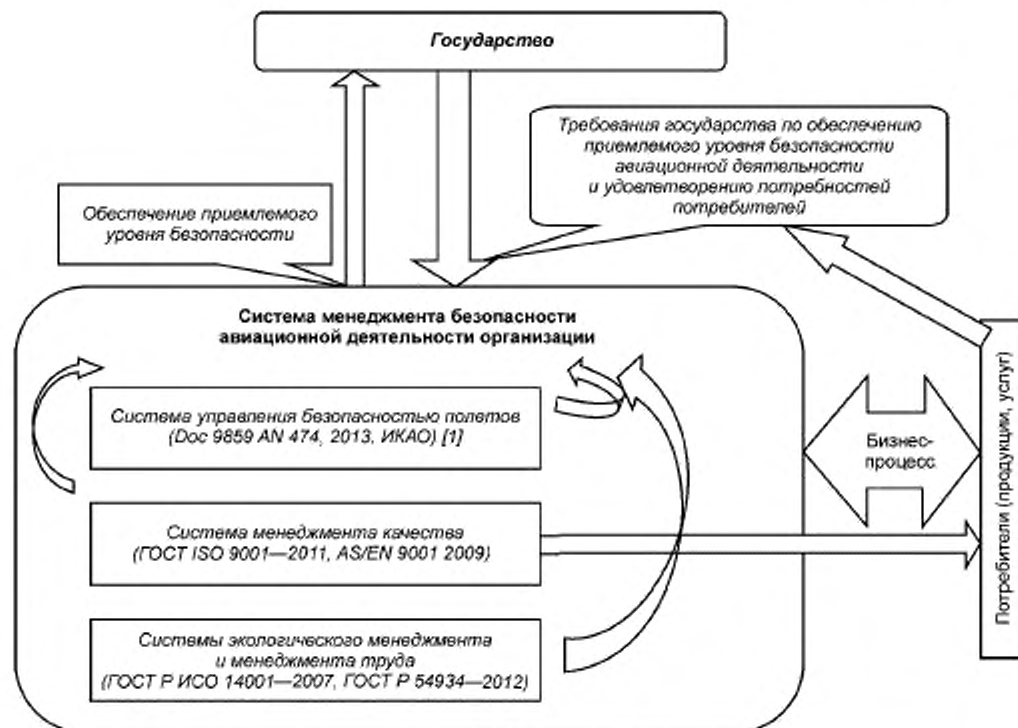 Государство
Требования государства по обеспечению
приемлемого уровня безопасности
авиационной деятельности
и удовлетворению потребностей
потребителей
Обеспечение приемлемого
уровня безопасности
Система менеджмента безопасности
авиационной деятельности организации
Система управления безопасностью полетов
(Doc 9859 AN 474, 2013, ИКАО) [1]
Бизнес-
процесс
Потребители (продукции, услуг)
Система менеджмента качества
(ГОСТ ISO 9001—2011, AS/EN 9001 2009)
Системы экологического менеджмента
и менеджмента труда
(ГОСТ Р ИСО 14001—2007, ГОСТ Р 54934—2012)